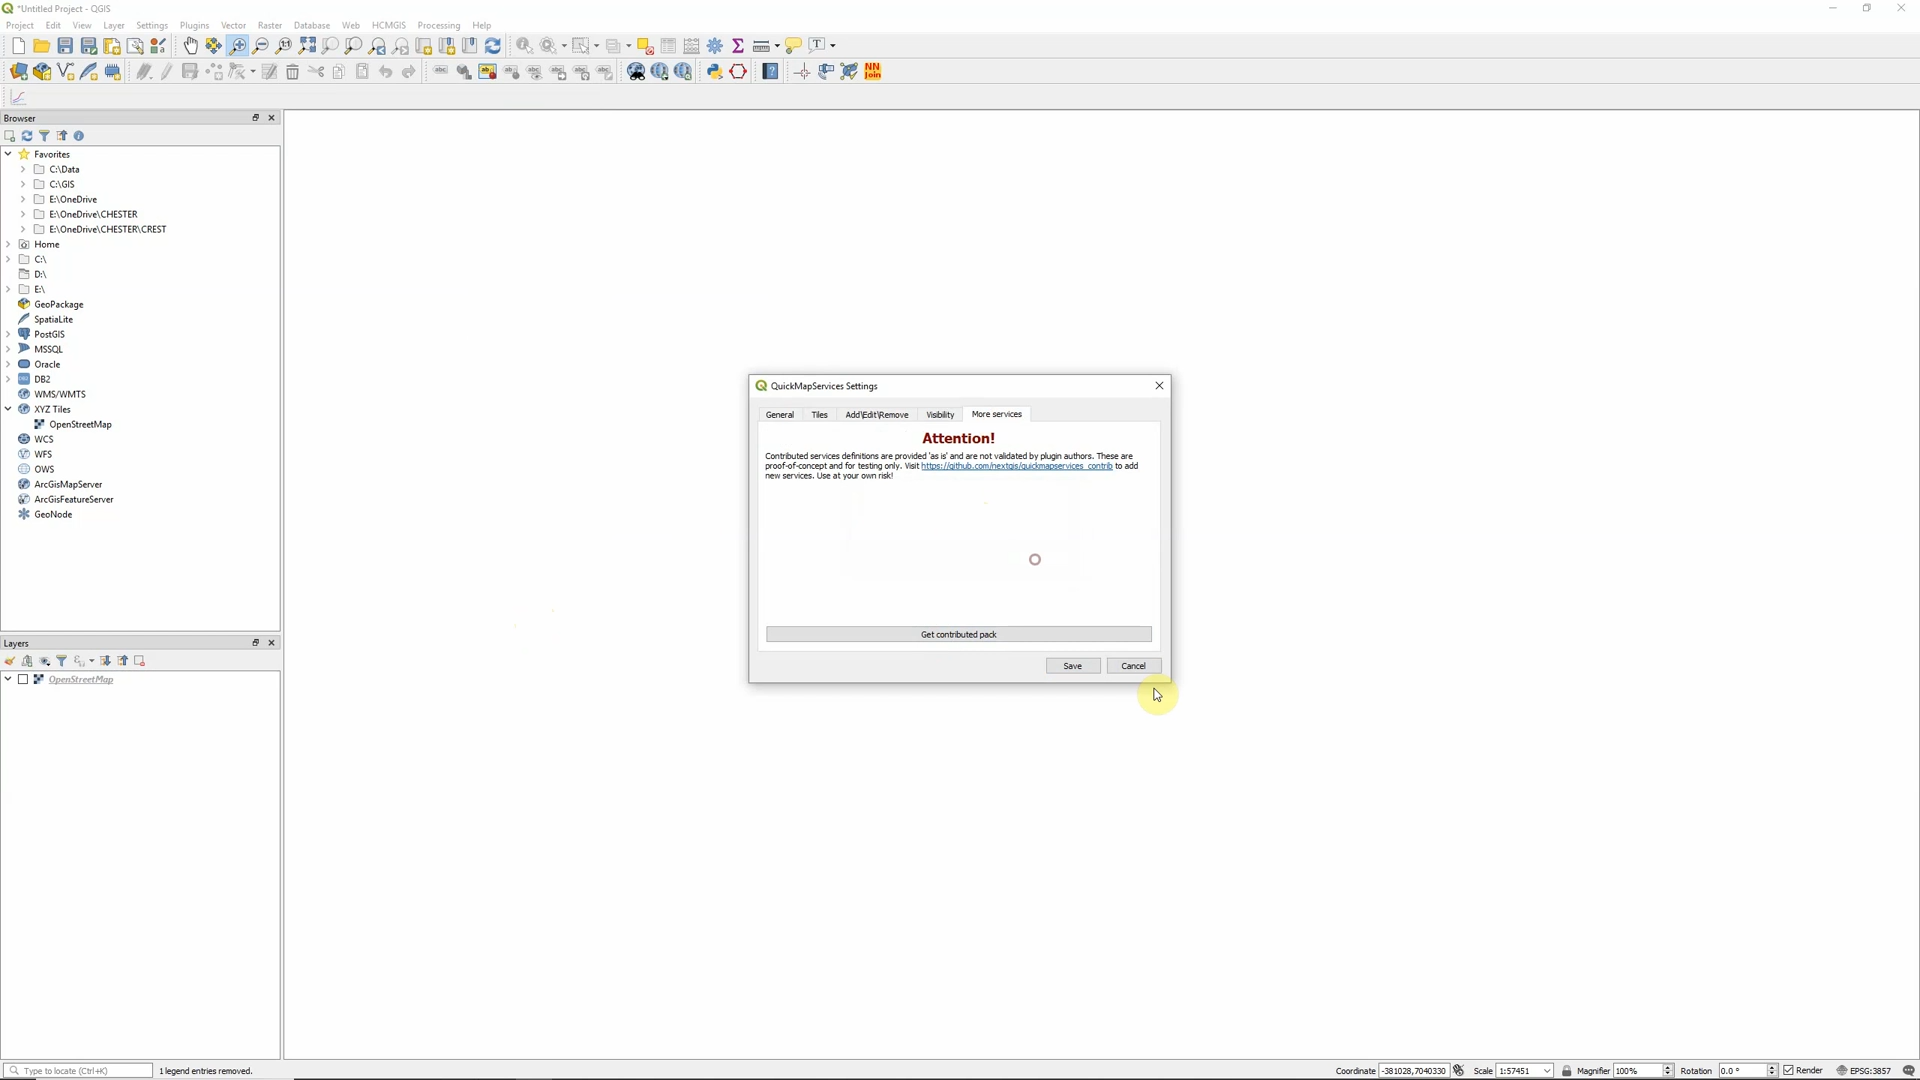 *Untitled Project - QGIS
Project Edit View Layer Settings Plugins Vector Raster Database Web HCMGIS Processing Help
NN
Join
Browser
Favorites
C:\Data
C:\GIS
E:\OneDrive
E:\OneDrive\CHESTER
E:\OneDrive\CHESTER\CREST
Home
C:\
D:\
E:\
GeoPackage
SpatiaLite
PostGIS
MSSQL
Oracle
DB2
WMS/WMTS
XYZ Tiles
OpenStreetMap
WCS
WFS
OWS
ArcGisMapServer
ArcGisFeatureServer
GeoNode
Layers
OpenStreetMap
QuickMapServices Settings
General Tiles Add\Edit\Remove Visibility More services
Attention!
Contributed services definitions are provided 'as is' and are not validated by plugin authors. These are
proof-of-concept and for testing only. Visit https://github.com/nextgis/quickmapservices_contrib to add
new services. Use at your own risk!
Get contributed pack
Save Cancel
Type to locate (Ctrl+K) 1 legend entries removed. Coordinate -381028,7040330 Scale 1:57451 Magnifier 100% Rotation 0.0 ° Render EPSG:3857